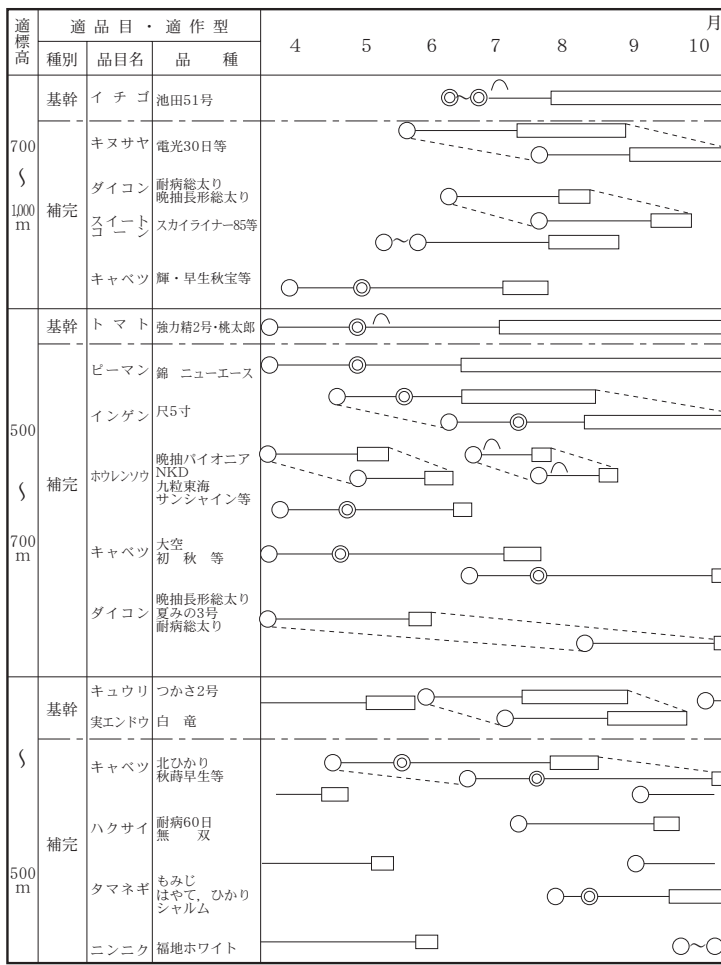 適標高
適品目・適作型
種別
品目名
品種
月
4 5 6 7 8 9 10
700
〜
1,000
m
基幹
イチゴ
池田51号
補完
キヌサヤ
電光30日等
ダイコン
耐病総太り
晩抽長形総太り
スイート
コーン
スカイライナー85等
キャベツ
輝・早生秋宝等
500
〜
700
m
基幹
トマト
強力精2号・桃太郎
補完
ピーマン
錦 ニューエース
インゲン
尺5寸
ホウレンソウ
晩抽パイオニア
NKD
九粒東海
サンシャイン等
キャベツ
大空
初秋等
ダイコン
晩抽長形総太り
夏みの3号
耐病総太り
〜
500
m
基幹
キュウリ
つかさ2号
実エンドウ
白竜
補完
キャベツ
北ひかり
秋蒔早生等
ハクサイ
耐病60日
無双
タマネギ
もみじ
はやて，ひかり
シャルム
ニンニク
福地ホワイト